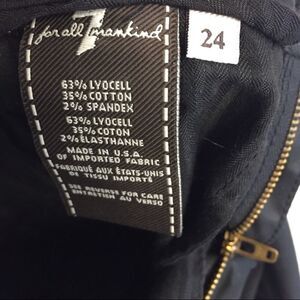 7
for all mankind
24
63% LYOCELL
35% COTTON
2% SPANDEX
63% LYOCELL
35% COTON
2% ÉLASTHANNE
MADE IN U.S.A.
OF IMPORTED FABRIC
FABRIQUÉ AUX ÉTATS-UNIS
DE TISSU IMPORTÉ
SEE REVERSE FOR CARE
ENTRETIEN AU VERSO